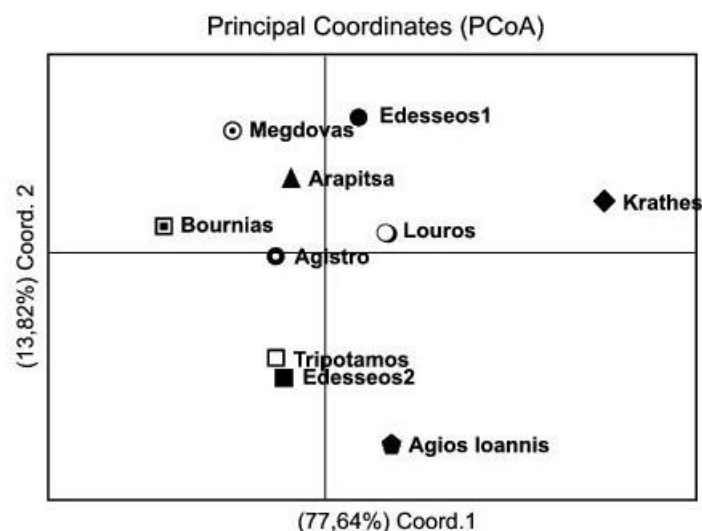 Principal Coordinates (PCoA)
Edesseos1
Megdovas
Arapitsa
Krathes
Bournias
Louros
Agistro
(13,82%) Coord. 2
Tripotamos
Edesseos2
Agios Ioannis
(77,64%) Coord.1